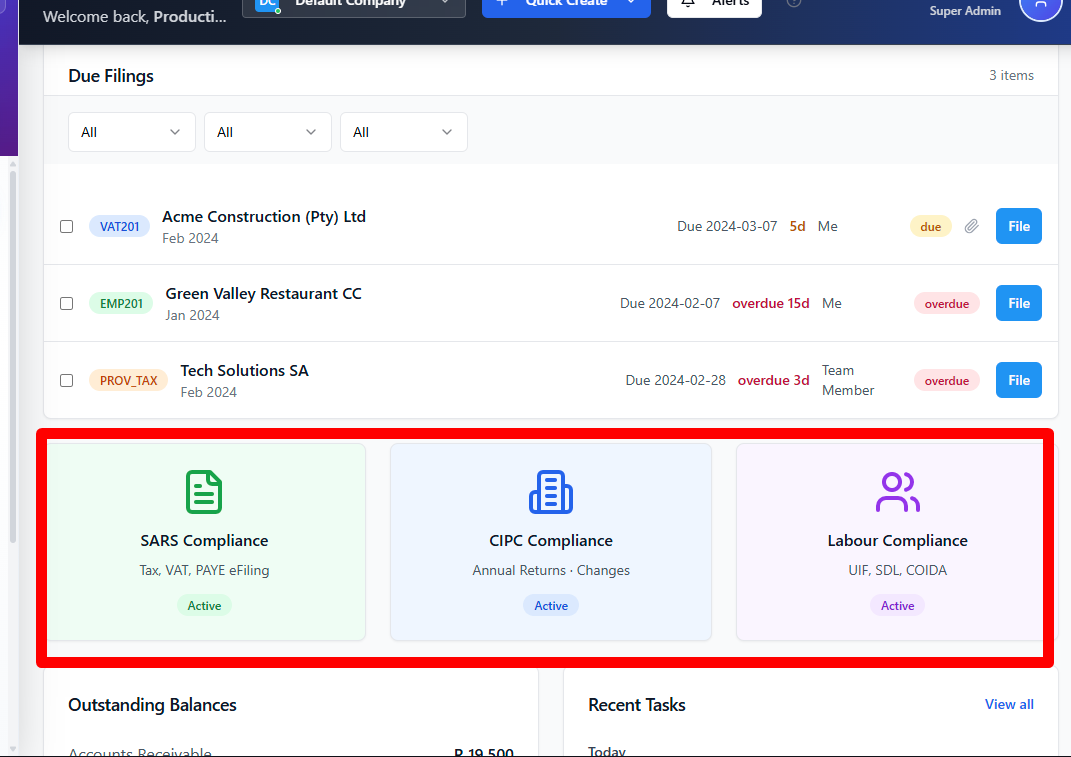 Welcome back, Producti...
DC Default Company
Quick Create
Alerts
?
Super Admin
Due Filings
3 items
All
All
All
VAT201
Acme Construction (Pty) Ltd
Feb 2024
Due 2024-03-07 5d Me
due
File
EMP201
Green Valley Restaurant CC
Jan 2024
Due 2024-02-07 overdue 15d Me
overdue
File
PROV_TAX
Tech Solutions SA
Feb 2024
Due 2024-02-28 overdue 3d
Team
Member
overdue
File
SARS Compliance
Tax, VAT, PAYE eFiling
Active
CIPC Compliance
Annual Returns · Changes
Active
Labour Compliance
UIF, SDL, COIDA
Active
Outstanding Balances
Accounts Receivable
R 19,500
Recent Tasks
View all
Today